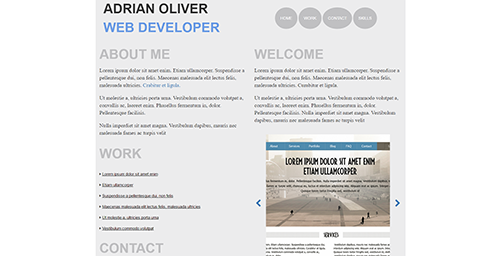 ADRIAN OLIVER
WEB DEVELOPER
HOME
WORK
CONTACT
SKILLS
ABOUT ME
Lorem ipsum dolor sit amet enim. Etiam ullamcorper. Suspendisse a
pellentesque dui, non felis. Maecenas malesuada elit lectus felis,
malesuada ultricies. Curabitur et ligula.
Ut molestie a, ultricies porta urna. Vestibulum commodo volutpat a,
convallis ac, laoreet enim. Phasellus fermentum in, dolor.
Pellentesque facilisis.
Nulla imperdiet sit amet magna. Vestibulum dapibus, mauris nec
malesuada fames ac turpis velit
WORK
Lorem ipsum dolor sit amet enim
Etiam ullamcorper
Suspendisse a pellentesque dui, non felis
Maecenas malesuada elit lectus felis, malesuada ultricies
Ut molestie a, ultricies porta urna
Vestibulum commodo volutpat
CONTACT
WELCOME
Lorem ipsum dolor sit amet enim. Etiam ullamcorper. Suspendisse a
pellentesque dui, non felis. Maecenas malesuada elit lectus felis,
malesuada ultricies. Curabitur et ligula.
Ut molestie a, ultricies porta urna. Vestibulum commodo volutpat a,
convallis ac, laoreet enim. Phasellus fermentum in, dolor.
Pellentesque facilisis.
Nulla imperdiet sit amet magna. Vestibulum dapibus, mauris nec
malesuada fames ac turpis velit
Home
Services
Portfolio
Blog
FAQ
Contact
LOREM IPSUM DOLOR SIT AMET ENIM
ETIAM ULLAMCORPER
SERVICES